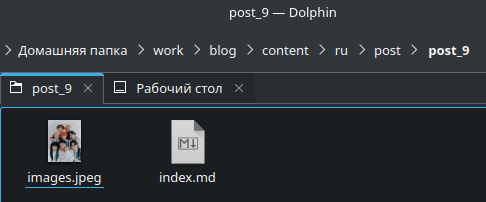 post_9 — Dolphin
> Домашняя папка > work > blog > content > ru > post > post_9
post_9 × Рабочий стол ×
images.jpeg index.md